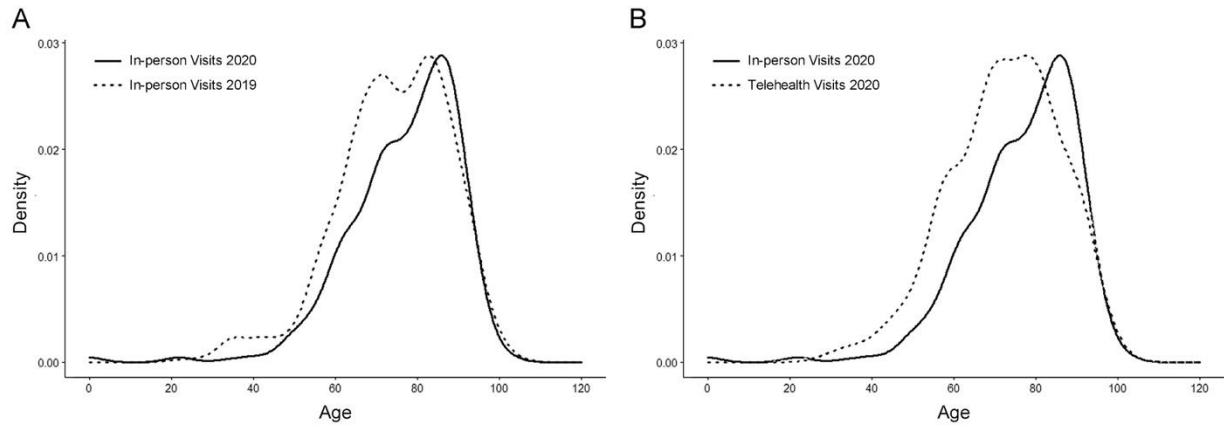 A
In-person Visits 2020
In-person Visits 2019
Density
0.03
0.02
0.01
0.00
0 20 40 60 80 100 120
Age
B
In-person Visits 2020
Telehealth Visits 2020
Density
0.03
0.02
0.01
0.00
0 20 40 60 80 100 120
Age